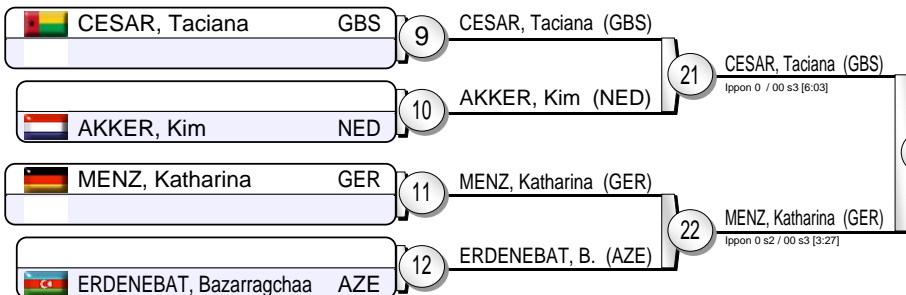 CESAR, Taciana GBS
9
CESAR, Taciana (GBS)
21
CESAR, Taciana (GBS)
Ippon 0 / 00 s3 [6:03]
10
AKKER, Kim (NED)
AKKER, Kim NED
MENZ, Katharina GER
11
MENZ, Katharina (GER)
22
MENZ, Katharina (GER)
Ippon 0 s2 / 00 s3 [3:27]
12
ERDENEBAT, B. (AZE)
ERDENEBAT, Bazarragchaa AZE